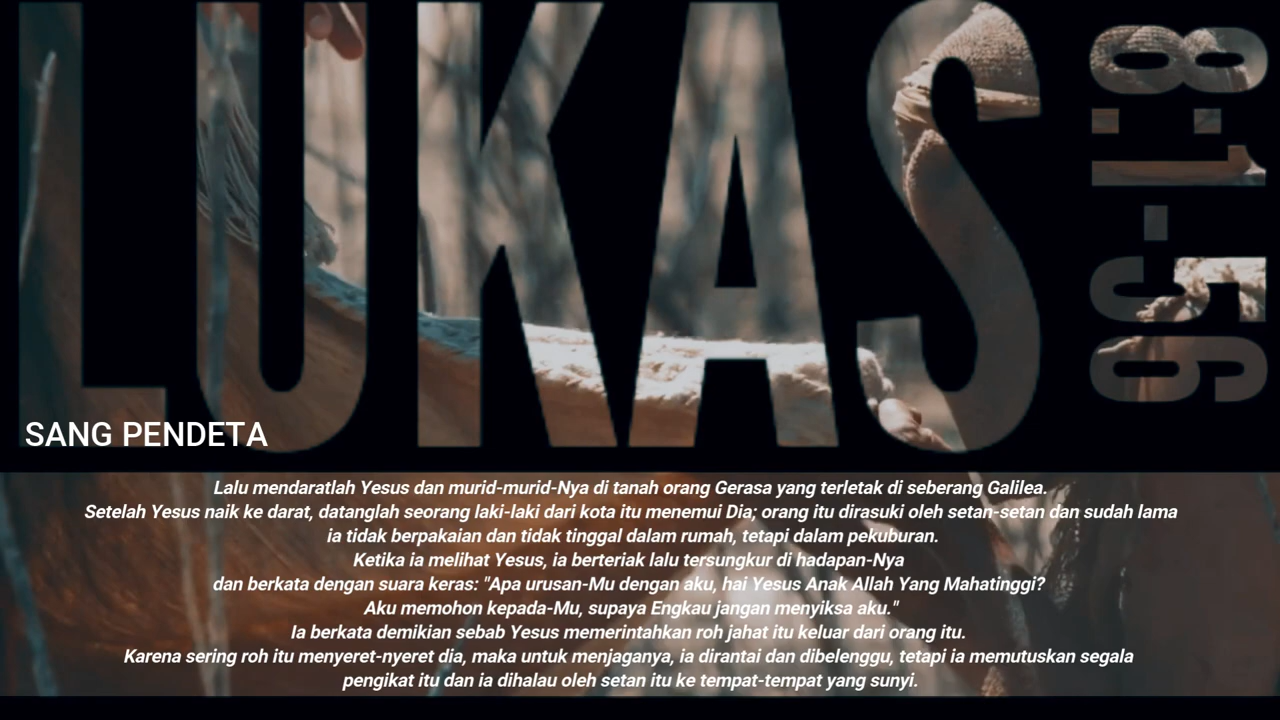 LUKAS
8:1-56
SANG PENDETA
Lalu mendaratlah Yesus dan murid-murid-Nya di tanah orang Gerasa yang terletak di seberang Galilea.
Setelah Yesus naik ke darat, datanglah seorang laki-laki dari kota itu menemui Dia; orang itu dirasuki oleh setan-setan dan sudah lama
ia tidak berpakaian dan tidak tinggal dalam rumah, tetapi dalam pekuburan.
Ketika ia melihat Yesus, ia berteriak lalu tersungkur di hadapan-Nya
dan berkata dengan suara keras: "Apa urusan-Mu dengan aku, hai Yesus Anak Allah Yang Mahatinggi?
Aku memohon kepada-Mu, supaya Engkau jangan menyiksa aku."
Ia berkata demikian sebab Yesus memerintahkan roh jahat itu keluar dari orang itu.
Karena sering roh itu menyeret-nyeret dia, maka untuk menjaganya, ia dirantai dan dibelenggu, tetapi ia memutuskan segala
pengikat itu dan ia dihalau oleh setan itu ke tempat-tempat yang sunyi.